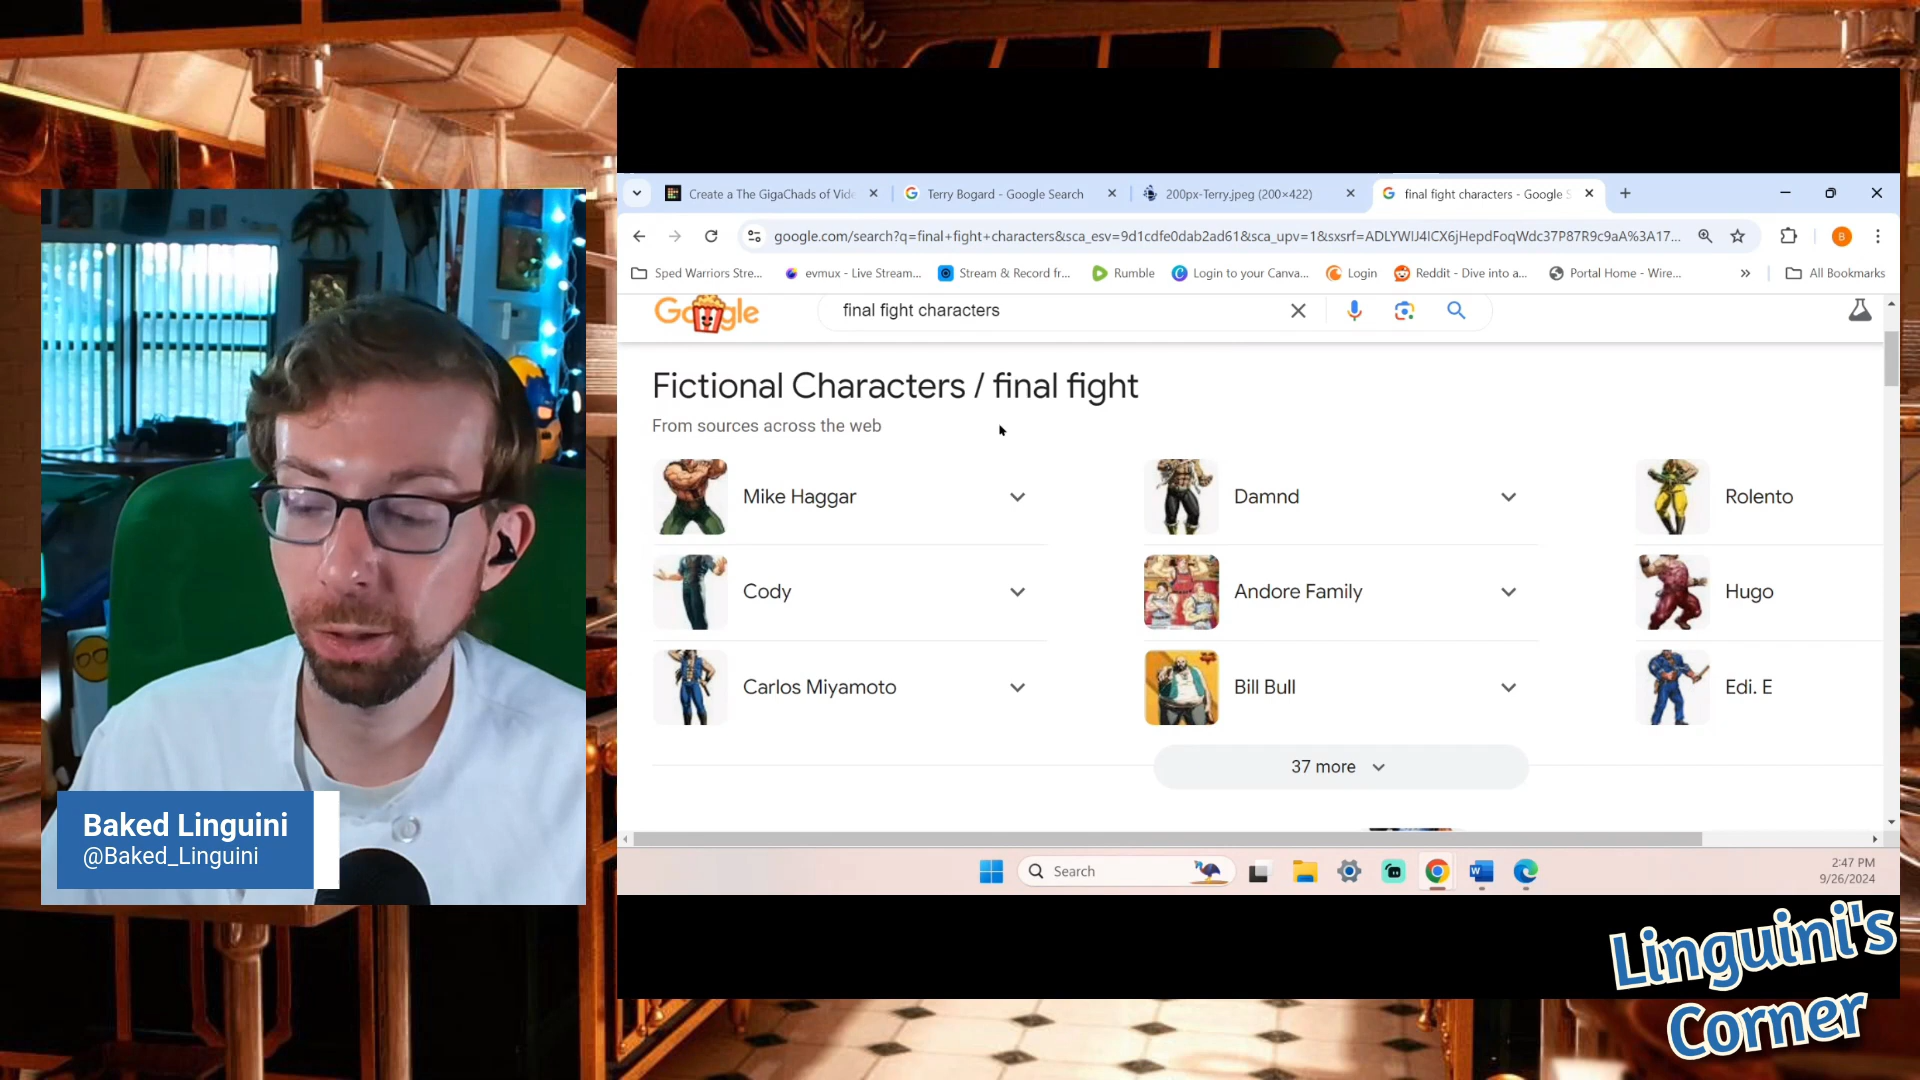 Create a The GigaChads of Vide
Terry Bogard - Google Search
200px-Terry.jpeg (200×422)
final fight characters - Google S
google.com/search?q=final+fight+characters&sca_esv=9d1cdfe0dab2ad61&sca_upv=1&sxsrf=ADLYWIJ4ICX6jHepdFoqWdc37P87R9c9aA%3A17...
B
Sped Warriors Stre...
evmux - Live Stream...
Stream & Record fr...
Rumble
Login to your Canva...
Login
Reddit - Dive into a...
Portal Home - Wire...
»
All Bookmarks
Google
final fight characters
Fictional Characters / final fight
From sources across the web
Mike Haggar
Damnd
Rolento
Cody
Andore Family
Hugo
Carlos Miyamoto
Bill Bull
Edi. E
37 more
Search
2:47 PM
9/26/2024
Baked Linguini
@Baked_Linguini
Linguini's
Corner